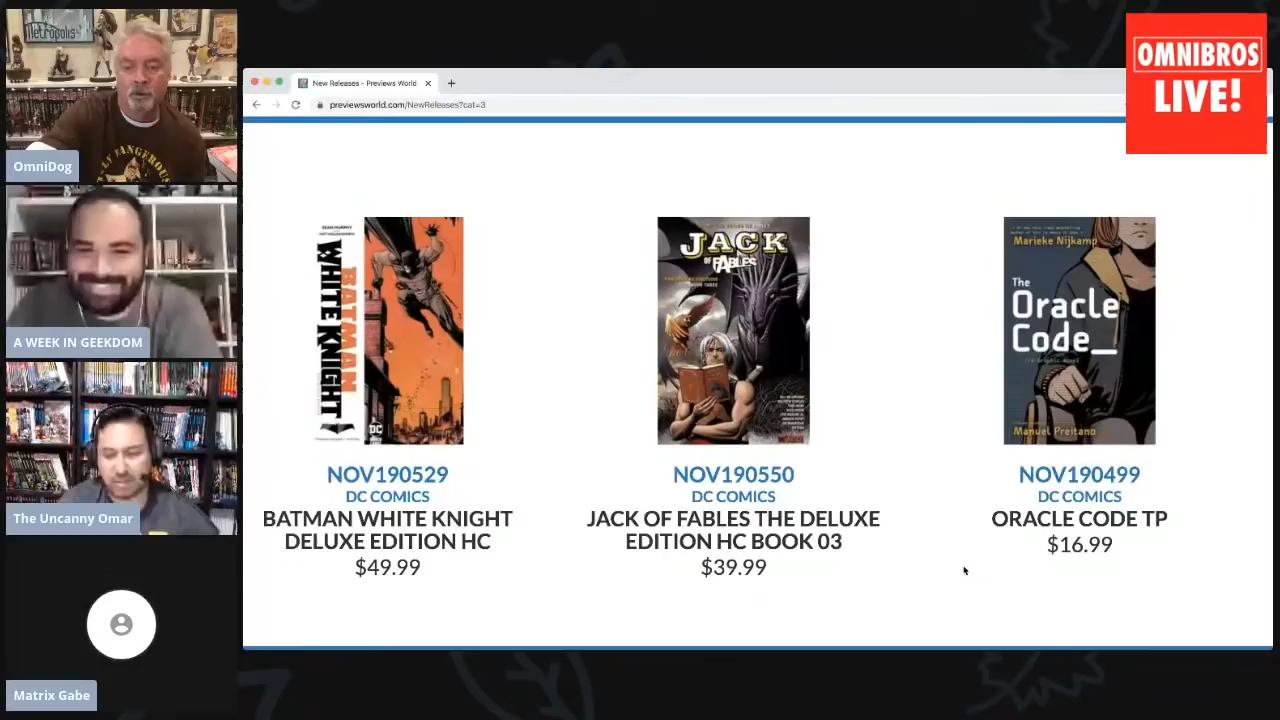 Metropolis
OmniDog
A WEEK IN GEEKDOM
The Uncanny Omar
Matrix Gabe
New Releases - Previews World
previewsworld.com/NewReleases?cat=3
OMNIBROS
LIVE!
BATMAN
WHITE KNIGHT
DC
JACK
OF FABLES
Marieke Nijkamp
The
Oracle
Code_
Manuel Preitano
NOV190529
DC COMICS
BATMAN WHITE KNIGHT
DELUXE EDITION HC
$49.99
NOV190550
DC COMICS
JACK OF FABLES THE DELUXE
EDITION HC BOOK 03
$39.99
NOV190499
DC COMICS
ORACLE CODE TP
$16.99